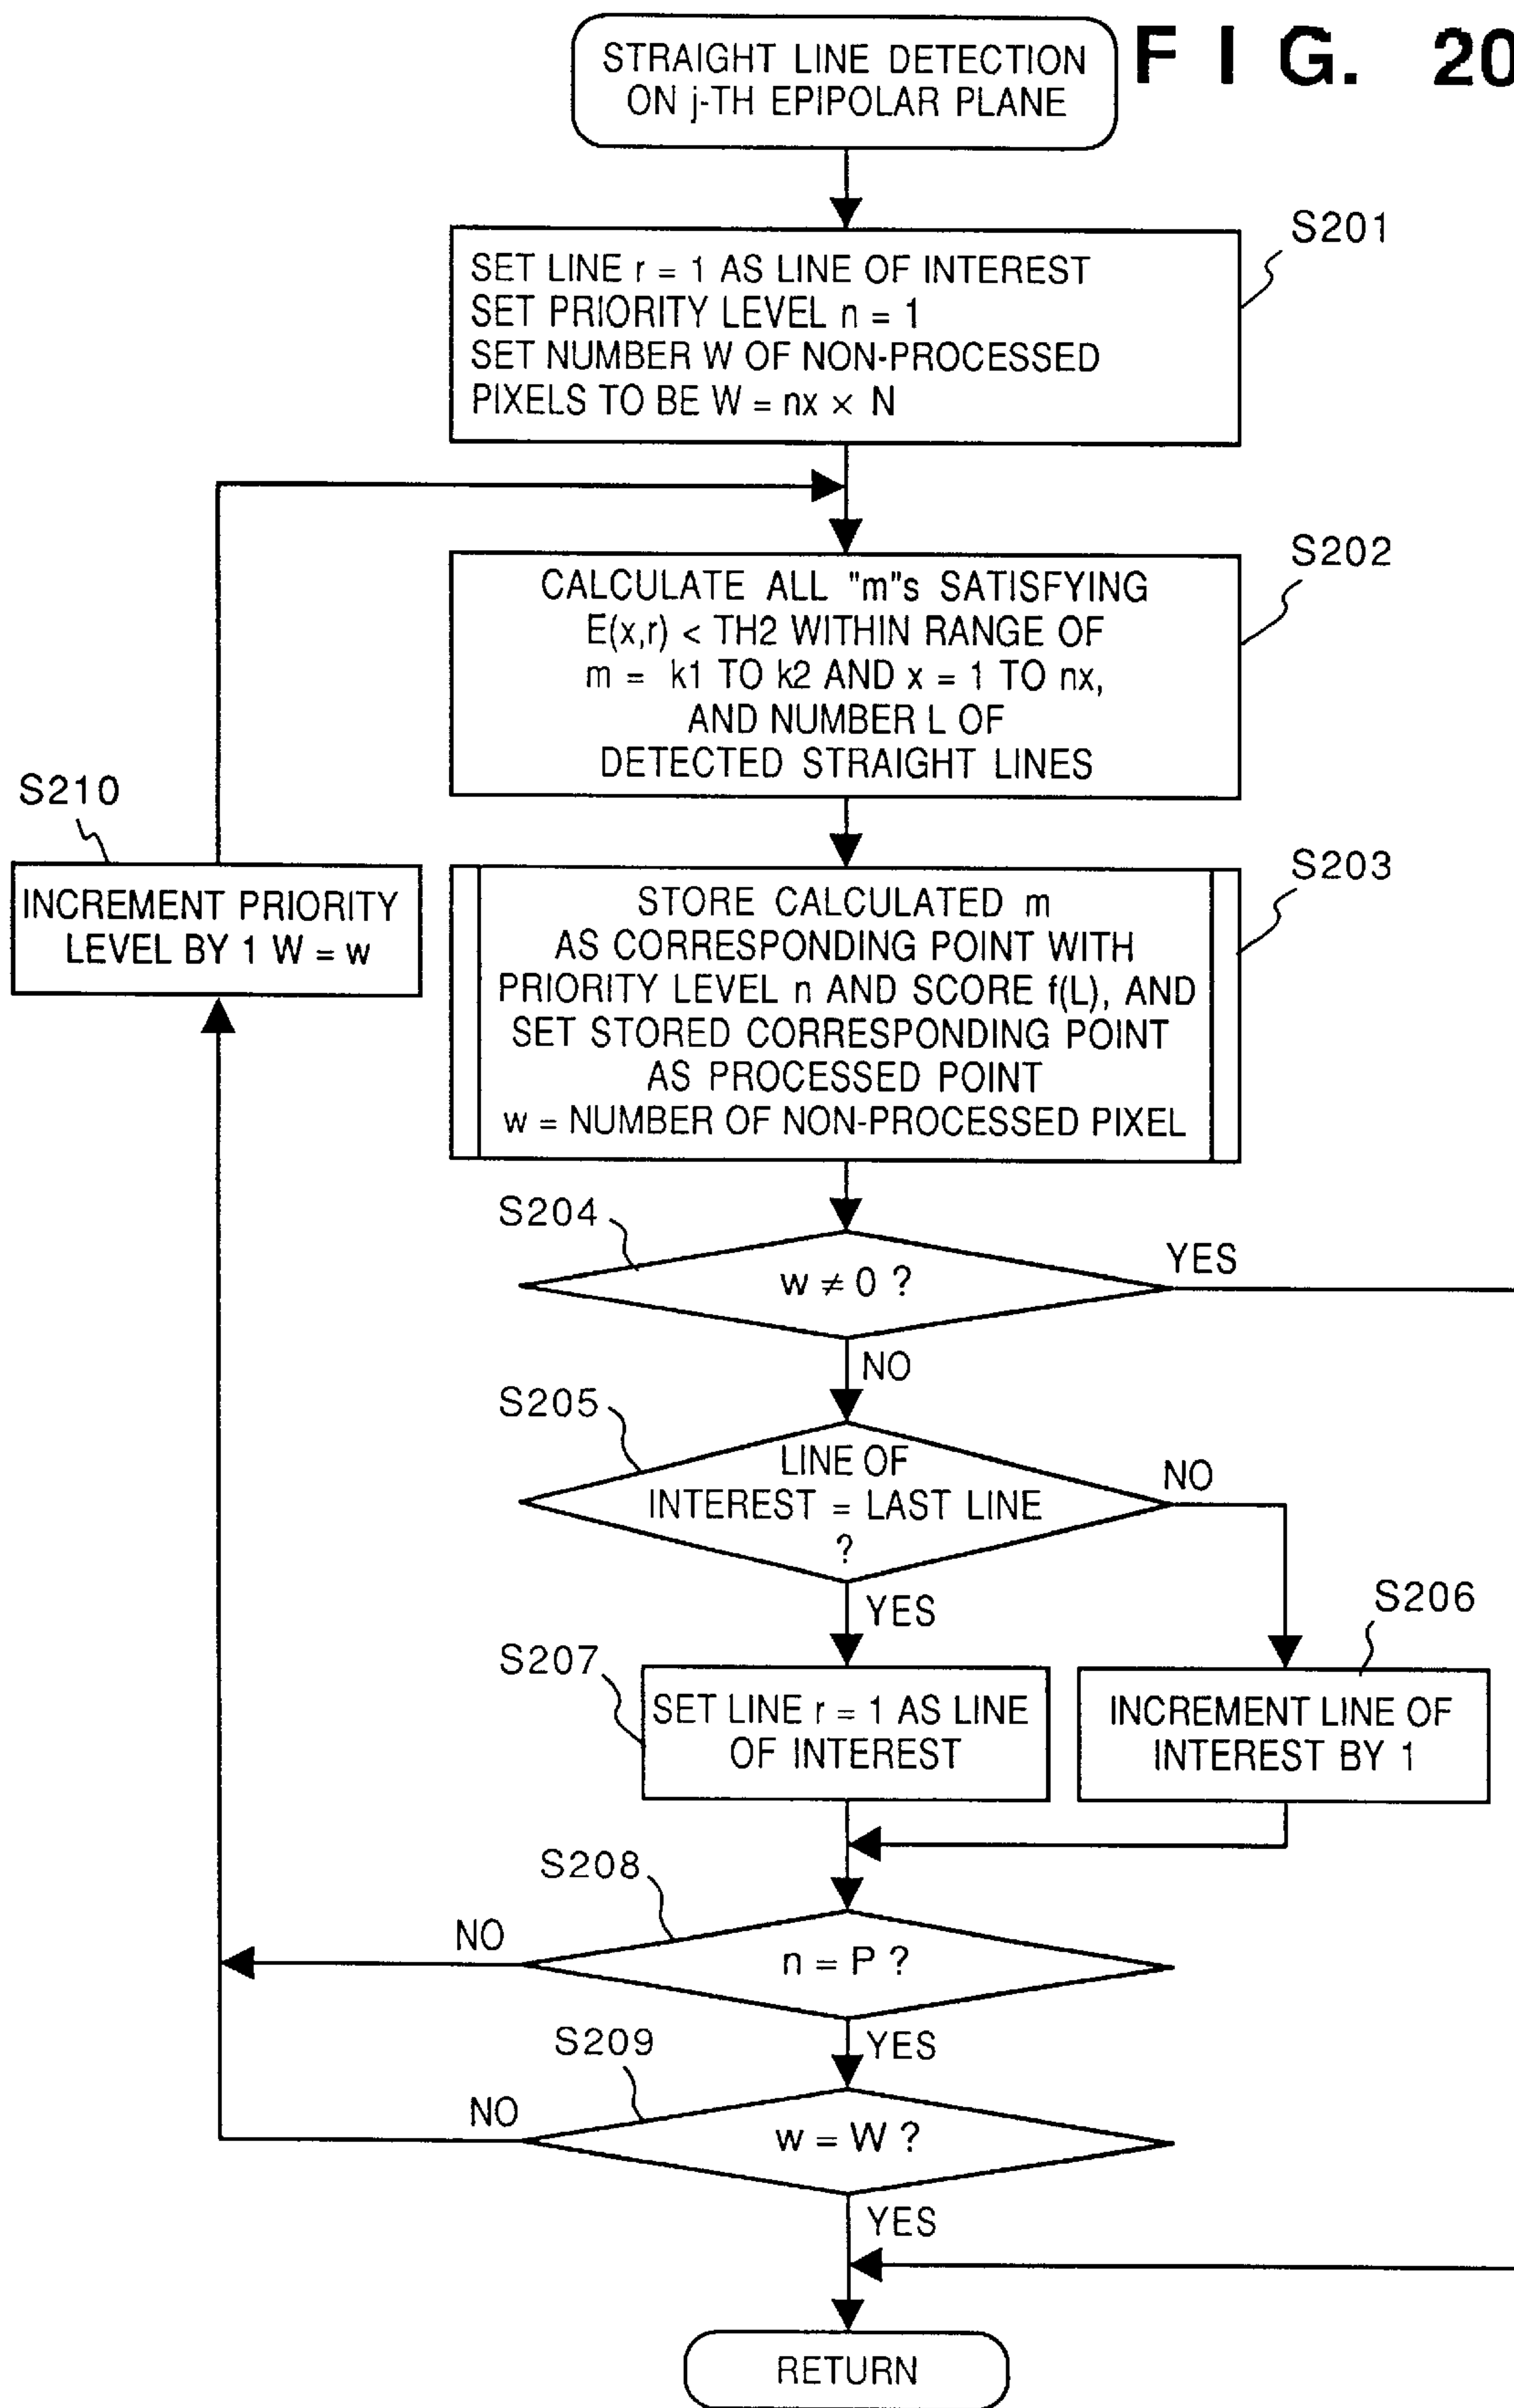 FIG. 20
STRAIGHT LINE DETECTION
ON j-TH EPIPOLAR PLANE
S201
SET LINE r = 1 AS LINE OF INTEREST
SET PRIORITY LEVEL n = 1
SET NUMBER W OF NON-PROCESSED
PIXELS TO BE W = nx × N
S202
CALCULATE ALL "m"s SATISFYING
E(x,r) < TH2 WITHIN RANGE OF
m = k1 TO k2 AND x = 1 TO nx,
AND NUMBER L OF
DETECTED STRAIGHT LINES
S210
INCREMENT PRIORITY
LEVEL BY 1 W = w
S203
STORE CALCULATED m
AS CORRESPONDING POINT WITH
PRIORITY LEVEL n AND SCORE f(L), AND
SET STORED CORRESPONDING POINT
AS PROCESSED POINT
w = NUMBER OF NON-PROCESSED PIXEL
S204
w ≠ 0 ?
YES
NO
S205
LINE OF
INTEREST = LAST LINE
?
NO
YES
S206
S207
SET LINE r = 1 AS LINE
OF INTEREST
INCREMENT LINE OF
INTEREST BY 1
S208
n = P ?
NO
YES
S209
w = W ?
NO
YES
RETURN